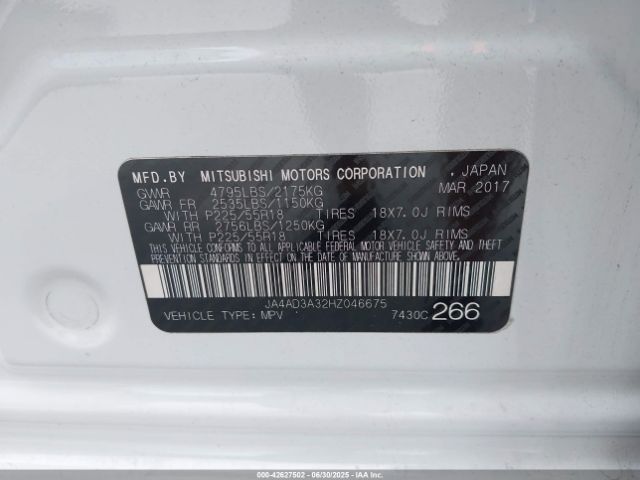 MFD.BY MITSUBISHI MOTORS CORPORATION , JAPAN
GVWR 4795LBS/2175KG MAR 2017
GAWR FR 2535LBS/1150KG
WITH P225/55R18 TIRES 18X7.0J RIMS
GAWR RR 2756LBS/1250KG
WITH P225/55R18 TIRES 18X7.0J RIMS
THIS VEHICLE CONFORMS TO ALL APPLICABLE FEDERAL MOTOR VEHICLE SAFETY AND THEFT
PREVENTION STANDARDS IN EFFECT ON THE DATE OF MANUFACTURE SHOWN ABOVE.
JA4AD3A32HZ046675
VEHICLE TYPE: MPV 7430C 266
000-42627502 - 06/30/2025 - IAA, Inc.